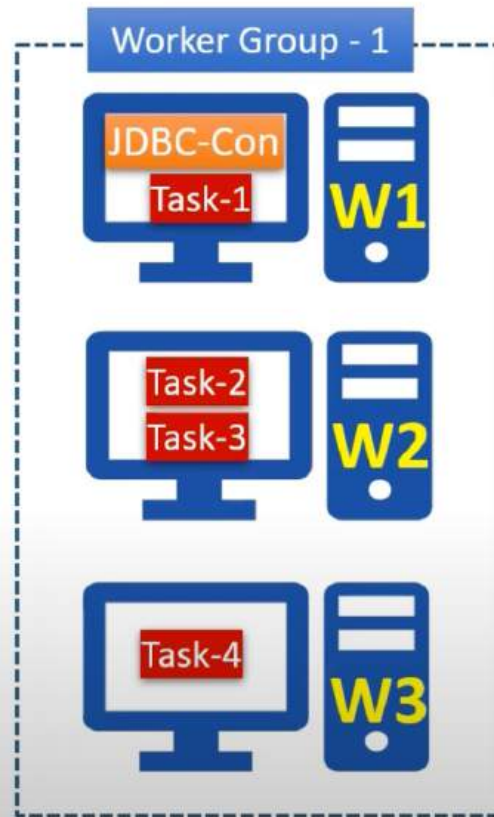 Worker Group - 1
JDBC-Con
Task-1
W1
Task-2
Task-3
W2
Task-4
W3